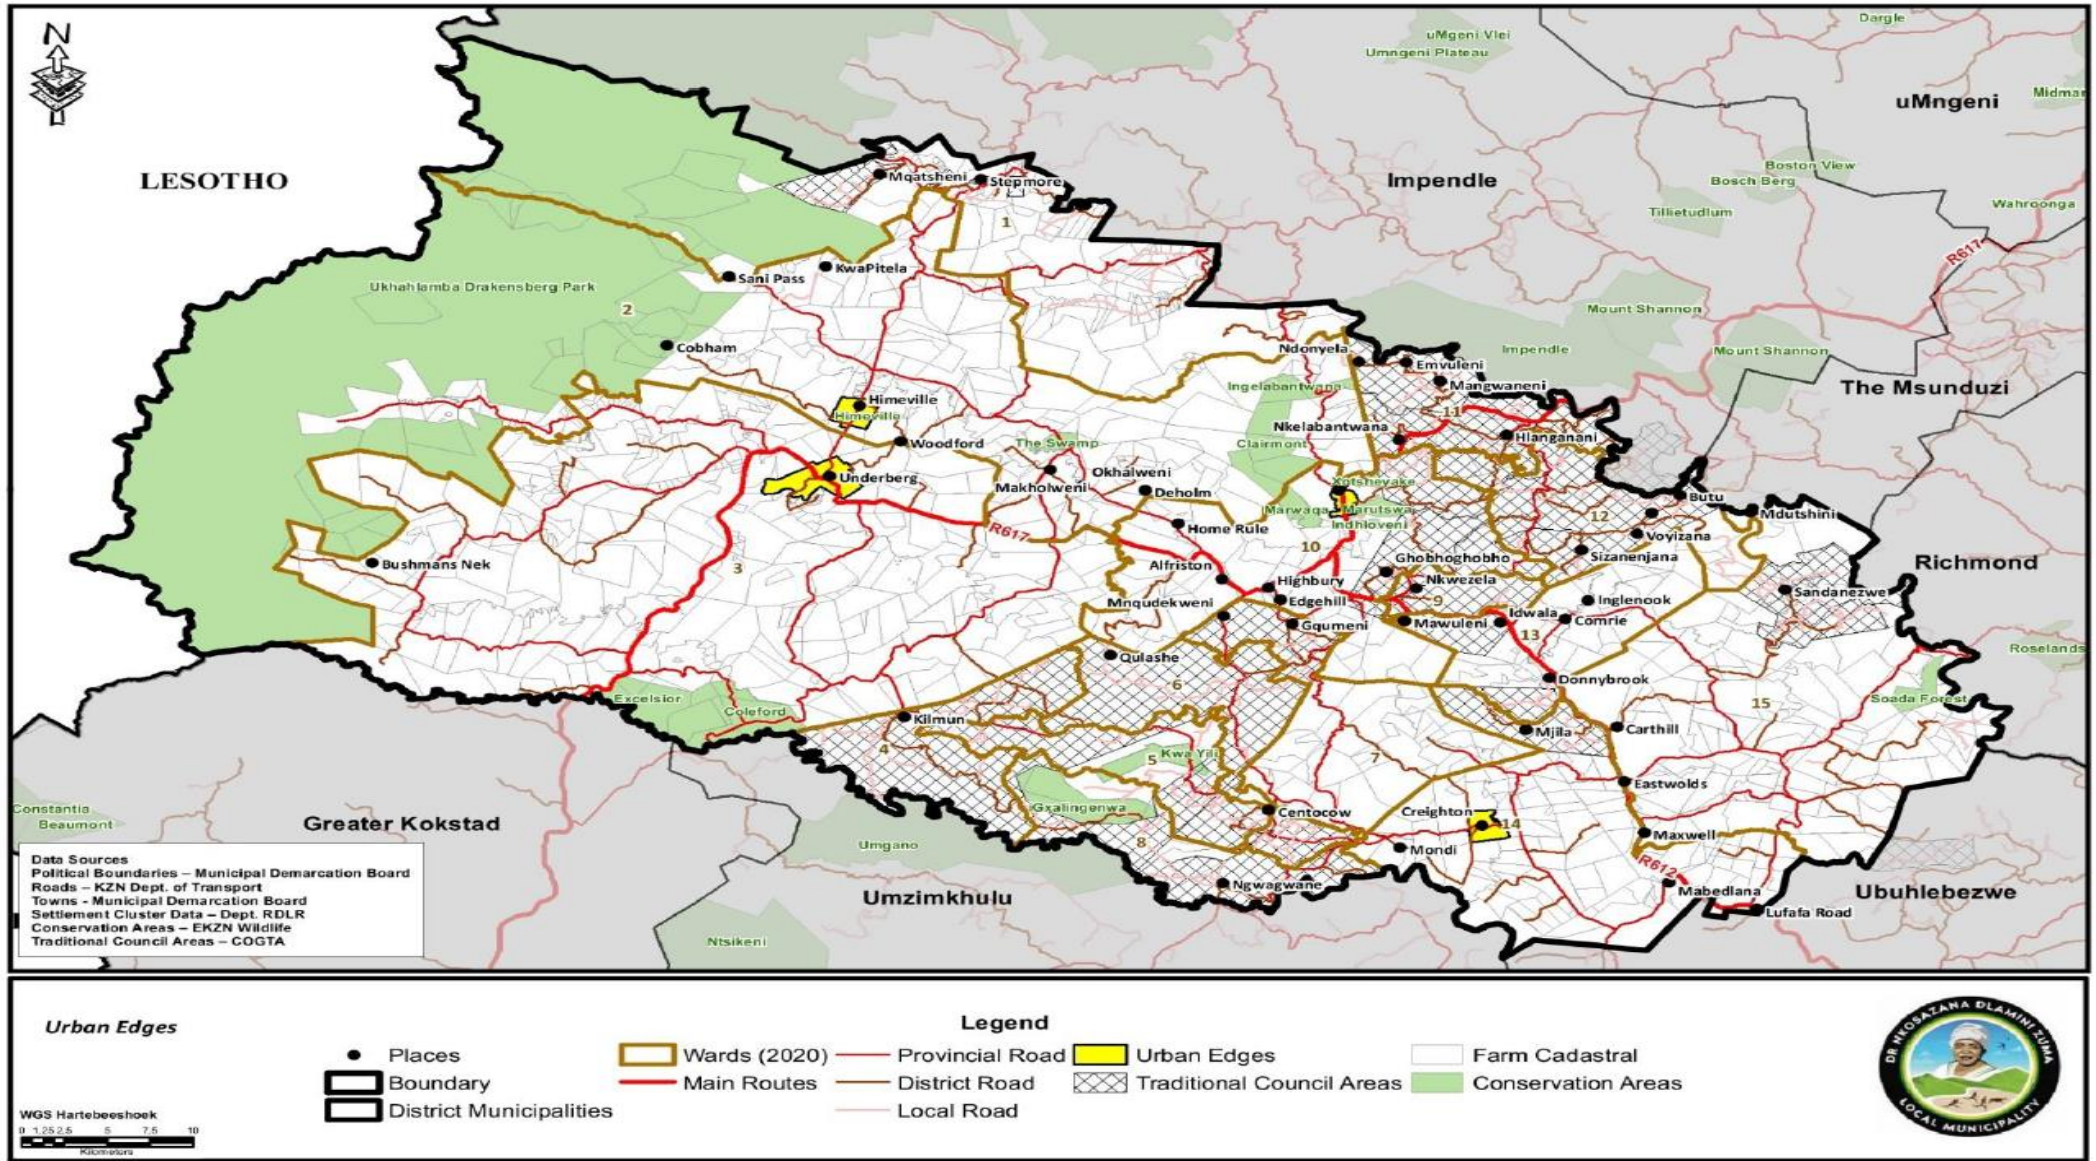 N
LESOTHO
Dargle
uMgeni Vlei
Umngeni Plateau
uMngeni
Midmar
Boston View
Bosch Berg
Impendle
Tillietudlum
Wahroonga
R617
Mqatsheni
Stepmore
1
Sani Pass
KwaPitela
Ukhahlamba Drakensberg Park
2
Cobham
Mount Shannon
Impendle
Mount Shannon
The Msunduzi
Ndonyela
Emvuleni
Mangwaneni
Ingelabantwana
11
Himeville
Himeville
Nkelabantwana
Hlanganani
Woodford
The Swamp
Clairmont
Underberg
Makholweni
Okhalweni
Deholm
Xotsheyake
Butu
Marwaqa
Marutswa
Indhloveni
Mdutshini
12
R617
Home Rule
Voyizana
10
Sizanenjana
Bushmans Nek
3
Alfriston
Ghobhoghobho
Richmond
Highbury
Nkwezela
Sandanezwe
Mnqudekweni
Edgehill
9
Inglenook
Gqumeni
Mawuleni
Idwala
Comrie
13
Roselands
Qulashe
6
Donnybrook
Excelsior
Coleford
Soada Forest
15
Kilmun
4
Mjila
Carthill
5
Kwa Yili
7
Eastwolds
Gxalingenwa
Centocow
Creighton
14
Maxwell
Constantia
Beaumont
Greater Kokstad
Umgano
8
Mondi
R612
Ngwagwane
Mabedlana
Umzimkhulu
Ubuhlebezwe
Lufafa Road
Ntsikeni
Data Sources
Political Boundaries – Municipal Demarcation Board
Roads – KZN Dept. of Transport
Towns - Municipal Demarcation Board
Settlement Cluster Data – Dept. RDLR
Conservation Areas – EKZN Wildlife
Traditional Council Areas – COGTA
Urban Edges
Legend
Places
Wards (2020)
Provincial Road
Urban Edges
Farm Cadastral
Boundary
Main Routes
District Road
Traditional Council Areas
Conservation Areas
District Municipalities
Local Road
WGS Hartebeeshoek
0 1,25 2,5 5 7,5 10
Kilometers
DR NKOSAZANA DLAMINI ZUMA
LOCAL MUNICIPALITY